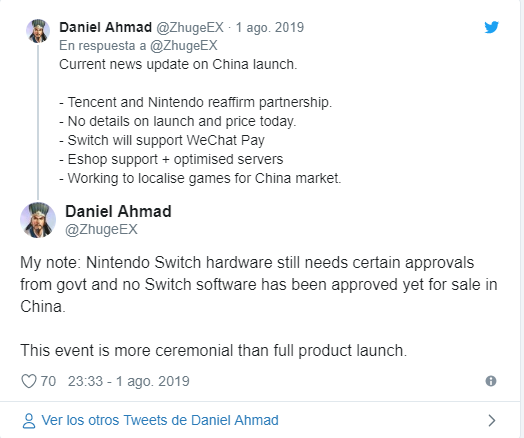 Daniel Ahmad @ZhugeEX · 1 ago. 2019
En respuesta a @ZhugeEX
Current news update on China launch.
- Tencent and Nintendo reaffirm partnership.
- No details on launch and price today.
- Switch will support WeChat Pay
- Eshop support + optimised servers
- Working to localise games for China market.
Daniel Ahmad
@ZhugeEX
My note: Nintendo Switch hardware still needs certain approvals
from govt and no Switch software has been approved yet for sale in
China.
This event is more ceremonial than full product launch.
70 23:33 - 1 ago. 2019
Ver los otros Tweets de Daniel Ahmad